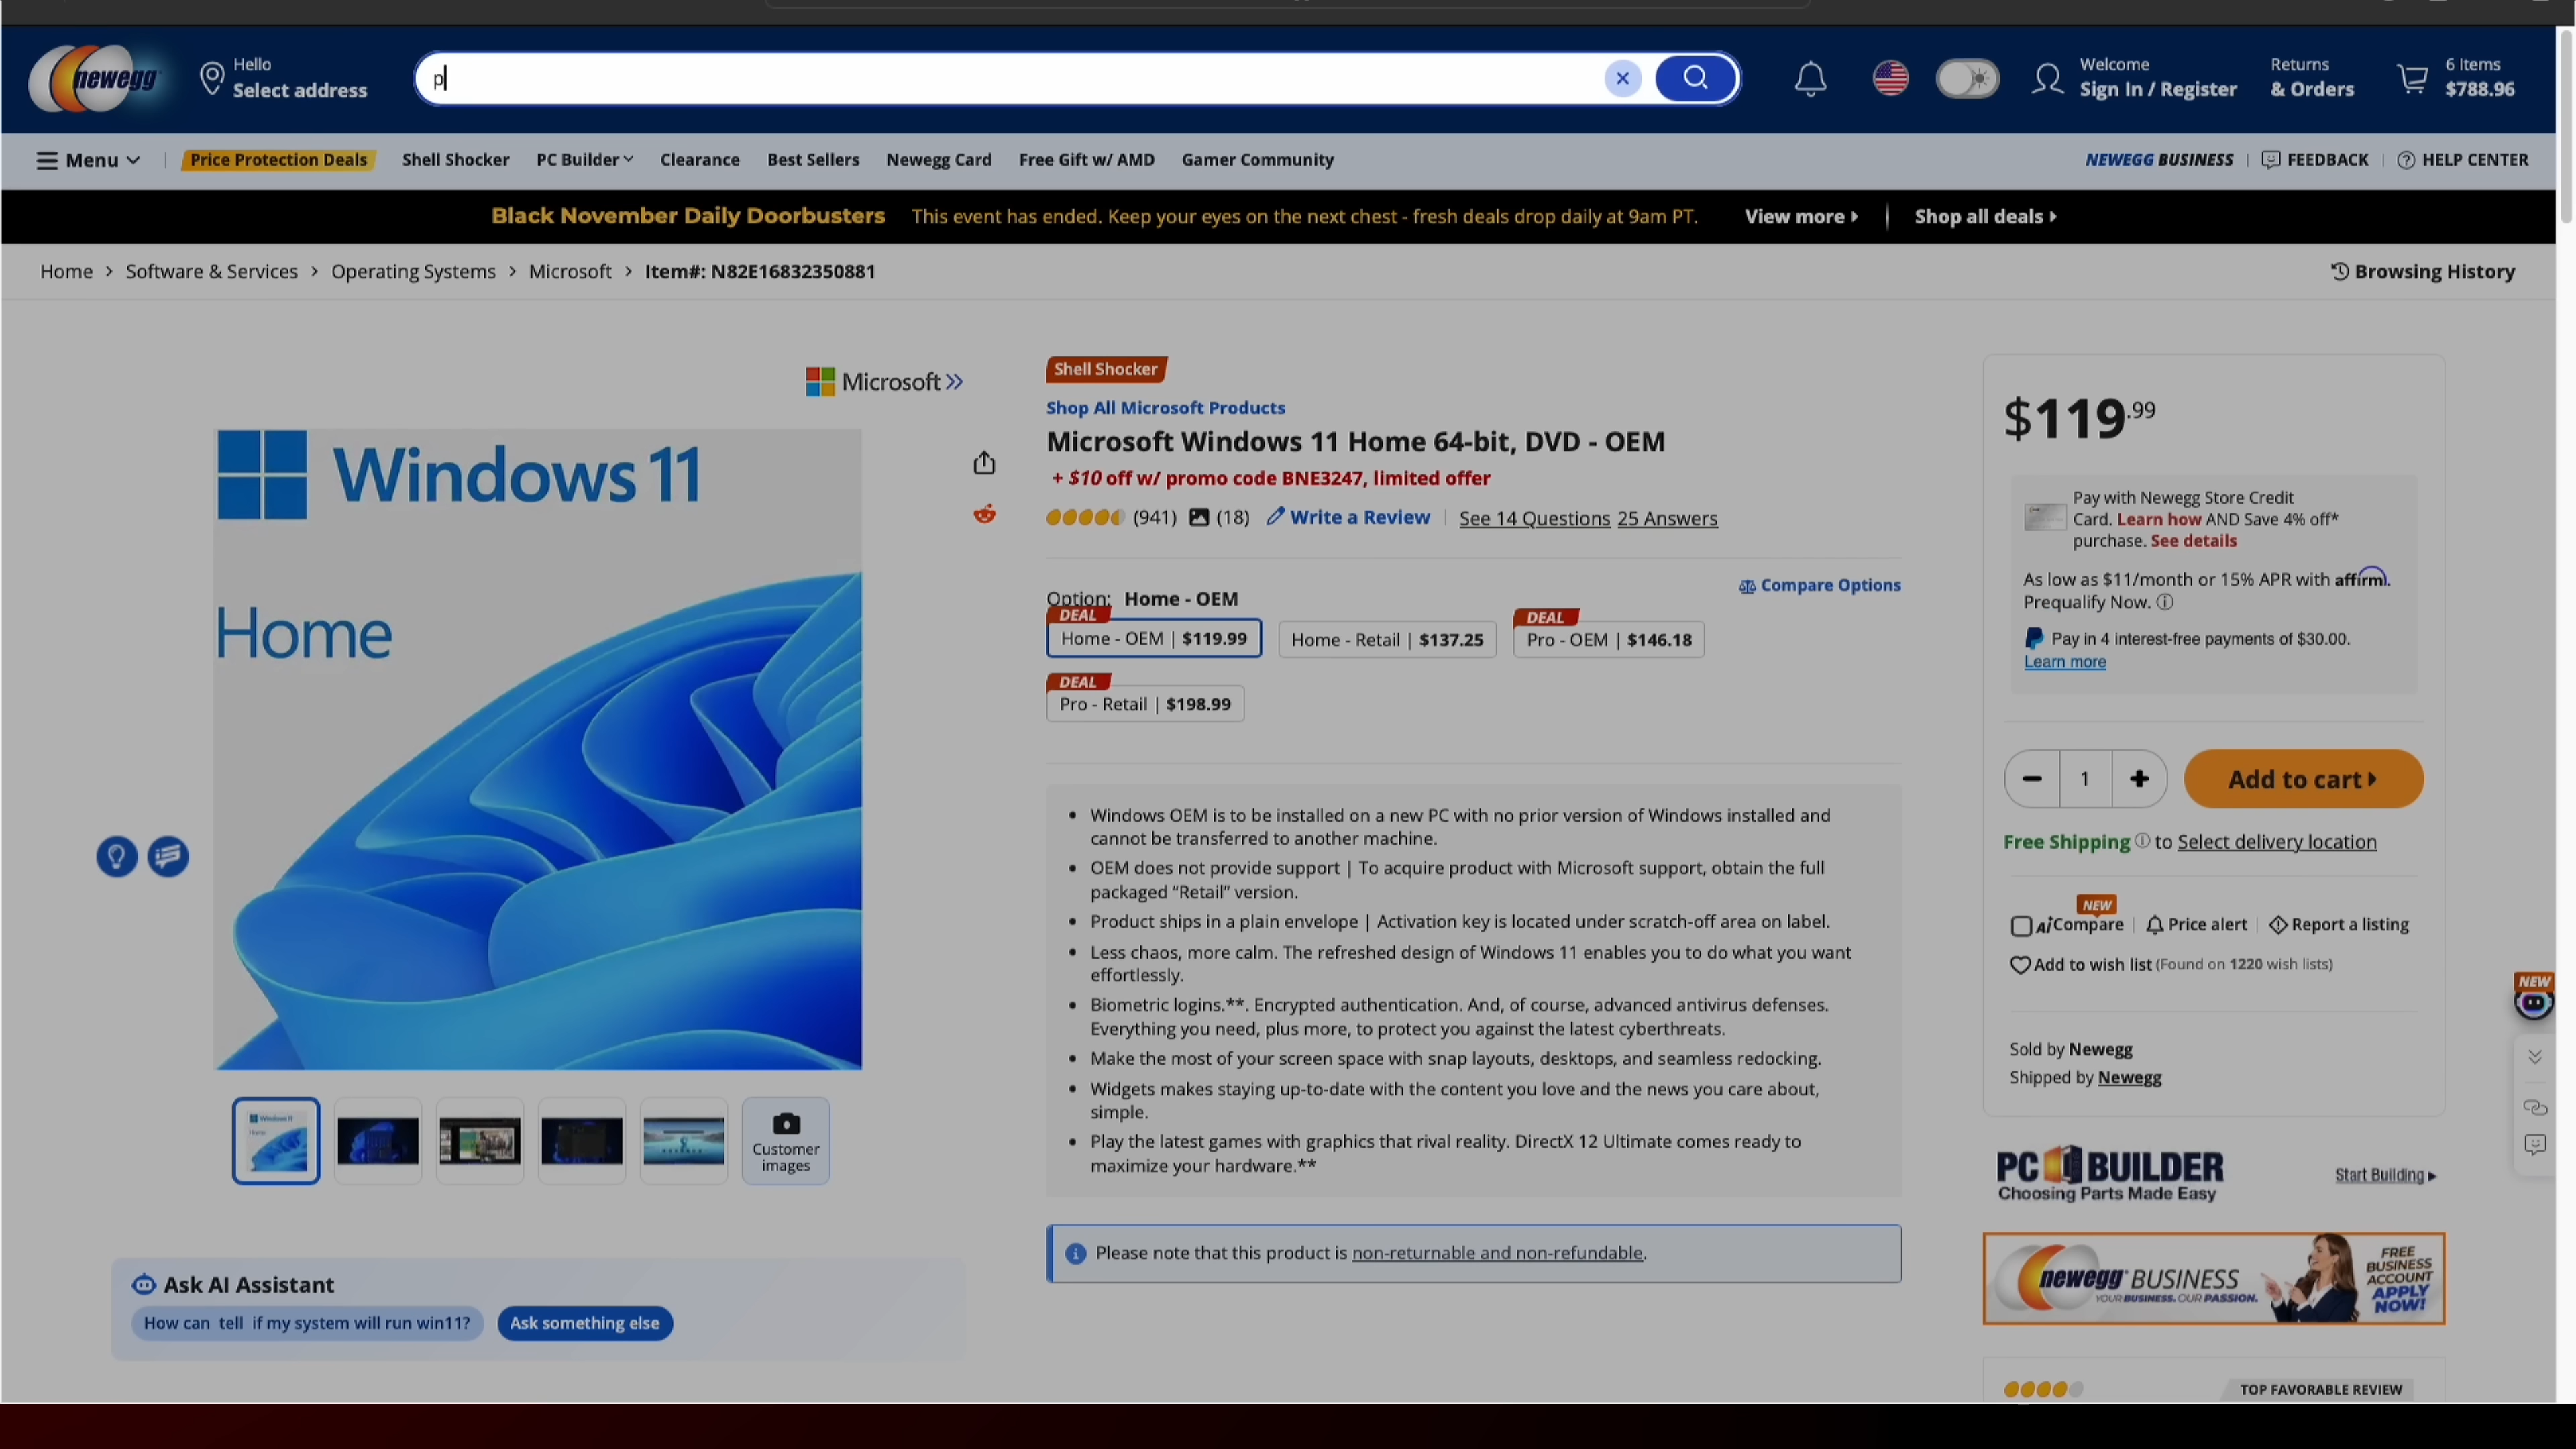 newegg
Hello
Select address
p
Welcome
Sign In / Register
Returns
& Orders
6 Items
$788.96
Menu
Price Protection Deals
Shell Shocker
PC Builder
Clearance
Best Sellers
Newegg Card
Free Gift w/ AMD
Gamer Community
NEWEGG BUSINESS
FEEDBACK
HELP CENTER
Black November Daily Doorbusters This event has ended. Keep your eyes on the next chest - fresh deals drop daily at 9am PT. View more Shop all deals
Home > Software & Services > Operating Systems > Microsoft > Item#: N82E16832350881
Browsing History
Microsoft
Windows 11
Home
Customer
images
Ask AI Assistant
How can tell if my system will run win11?
Ask something else
Shell Shocker
Shop All Microsoft Products
Microsoft Windows 11 Home 64-bit, DVD - OEM
+ $10 off w/ promo code BNE3247, limited offer
(941) (18) Write a Review See 14 Questions 25 Answers
Compare Options
Option: Home - OEM
DEAL
Home - OEM | $119.99
Home - Retail | $137.25
DEAL
Pro - OEM | $146.18
DEAL
Pro - Retail | $198.99
• Windows OEM is to be installed on a new PC with no prior version of Windows installed and
cannot be transferred to another machine.
• OEM does not provide support | To acquire product with Microsoft support, obtain the full
packaged “Retail” version.
• Product ships in a plain envelope | Activation key is located under scratch-off area on label.
• Less chaos, more calm. The refreshed design of Windows 11 enables you to do what you want
effortlessly.
• Biometric logins.**. Encrypted authentication. And, of course, advanced antivirus defenses.
Everything you need, plus more, to protect you against the latest cyberthreats.
• Make the most of your screen space with snap layouts, desktops, and seamless redocking.
• Widgets makes staying up-to-date with the content you love and the news you care about,
simple.
• Play the latest games with graphics that rival reality. DirectX 12 Ultimate comes ready to
maximize your hardware.**
Please note that this product is non-returnable and non-refundable.
$119.99
Pay with Newegg Store Credit
Card. Learn how AND Save 4% off*
purchase. See details
As low as $11/month or 15% APR with affirm.
Prequalify Now.
Pay in 4 interest-free payments of $30.00.
Learn more
1
Add to cart
Free Shipping to Select delivery location
NEW
AiCompare
Price alert
Report a listing
Add to wish list (Found on 1220 wish lists)
NEW
Sold by Newegg
Shipped by Newegg
PC BUILDER
Choosing Parts Made Easy
Start Building
newegg BUSINESS
YOUR BUSINESS. OUR PASSION.
FREE
BUSINESS
ACCOUNT
APPLY
NOW!
TOP FAVORABLE REVIEW